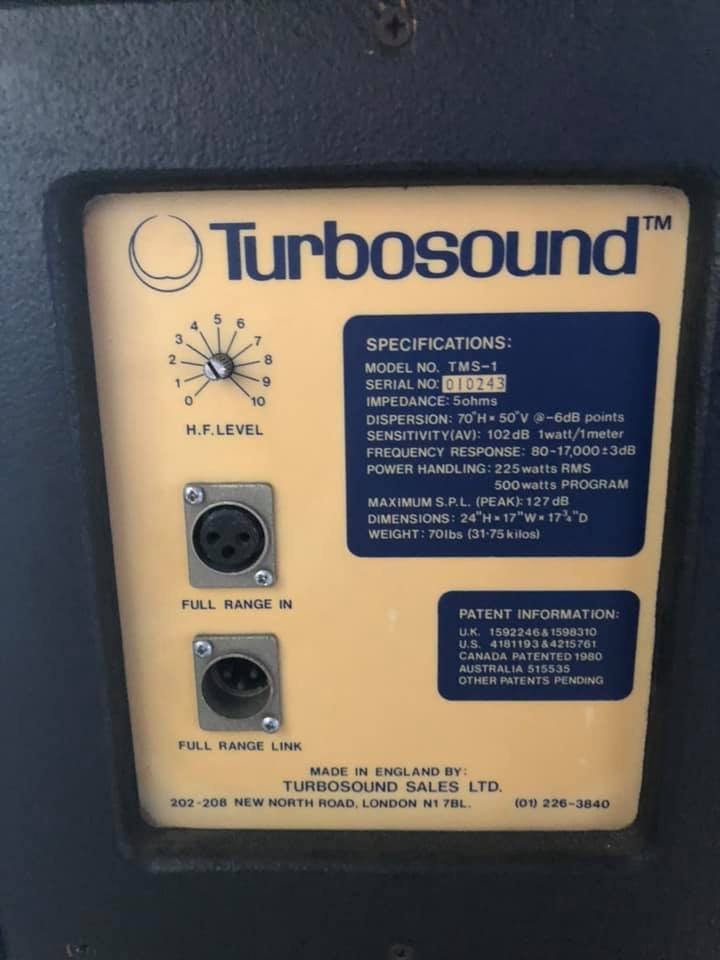 Turbosound™
0 1 2 3 4 5 6 7 8 9 10
H.F. LEVEL
SPECIFICATIONS:
MODEL NO. TMS-1
SERIAL NO: 010243
IMPEDANCE: 5ohms
DISPERSION: 70°H × 50°V @ -6dB points
SENSITIVITY(AV): 102dB 1watt/1meter
FREQUENCY RESPONSE: 80-17,000 ±3dB
POWER HANDLING: 225watts RMS
500watts PROGRAM
MAXIMUM S.P.L. (PEAK): 127dB
DIMENSIONS: 24"H × 17"W × 17¾"D
WEIGHT: 70lbs (31·75 kilos)
FULL RANGE IN
PATENT INFORMATION:
U.K. 1592246 & 1598310
U.S. 4181193 & 4215761
CANADA PATENTED 1980
AUSTRALIA 515535
OTHER PATENTS PENDING
FULL RANGE LINK
MADE IN ENGLAND BY:
TURBOSOUND SALES LTD.
202-208 NEW NORTH ROAD, LONDON N1 7BL. (01) 226-3840